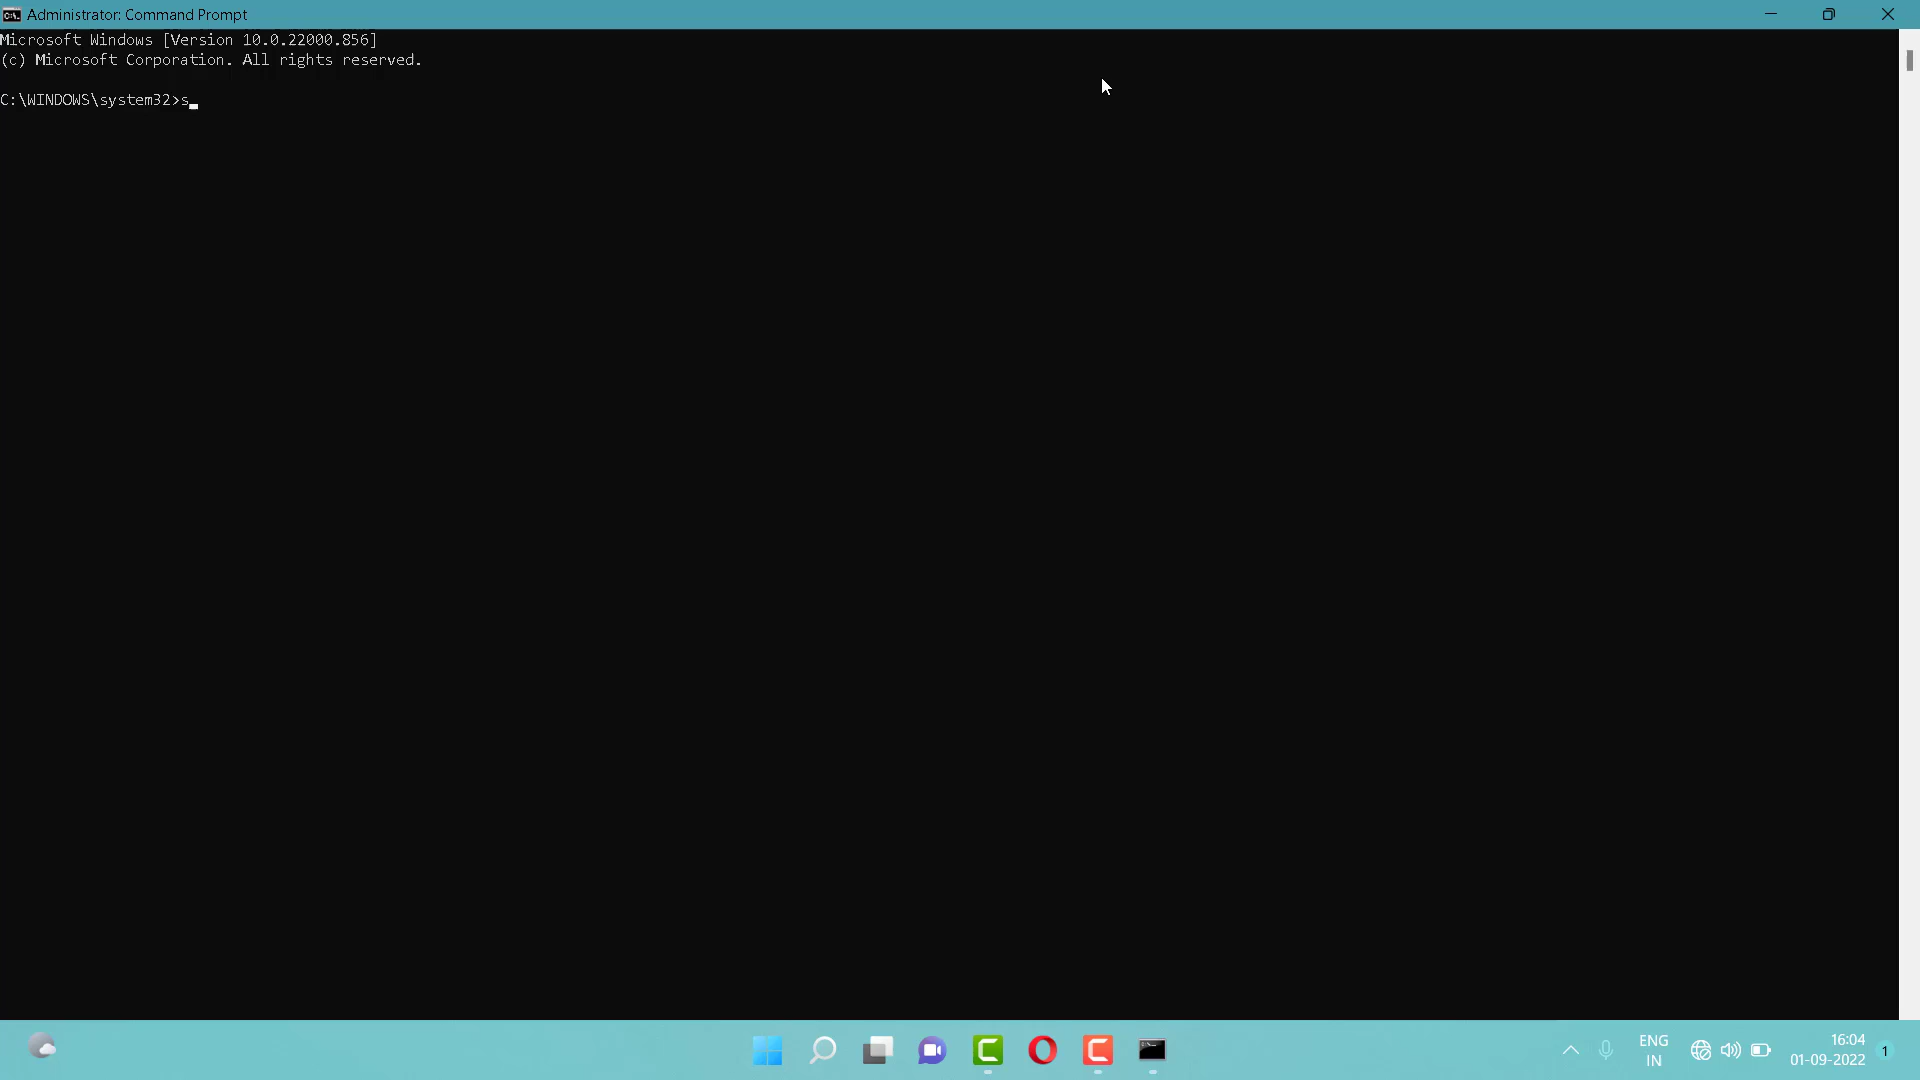 Administrator: Command Prompt
Microsoft Windows [Version 10.0.22000.856]
(c) Microsoft Corporation. All rights reserved.
C:\WINDOWS\system32>s
ENG
IN
16:04
01-09-2022
1